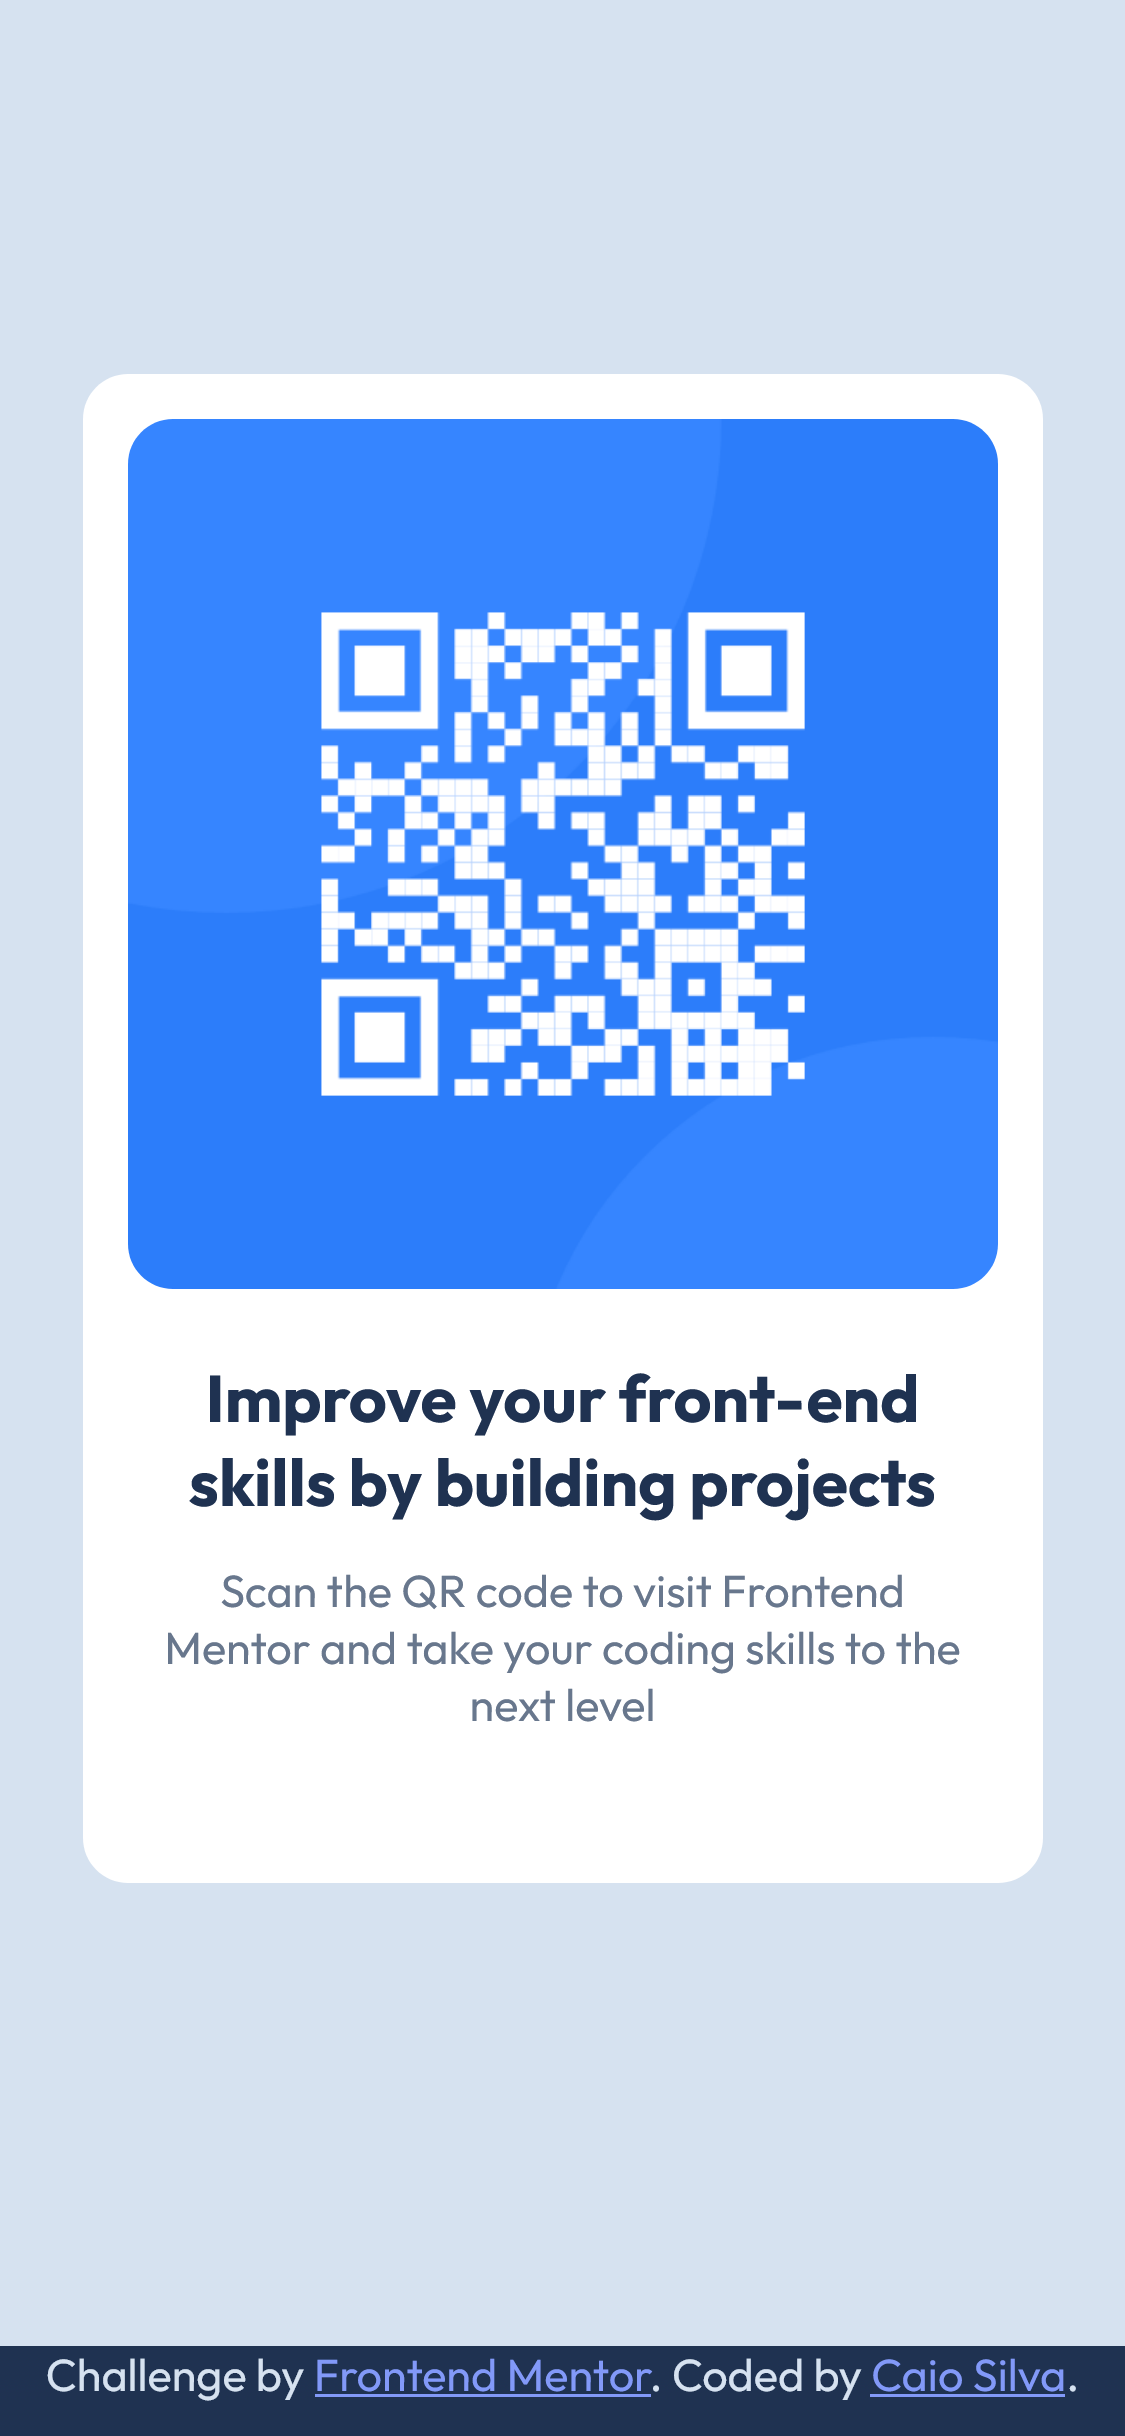 Improve your front-end
skills by building projects
Scan the QR code to visit Frontend
Mentor and take your coding skills to the
next level
Challenge by Frontend Mentor. Coded by Caio Silva.